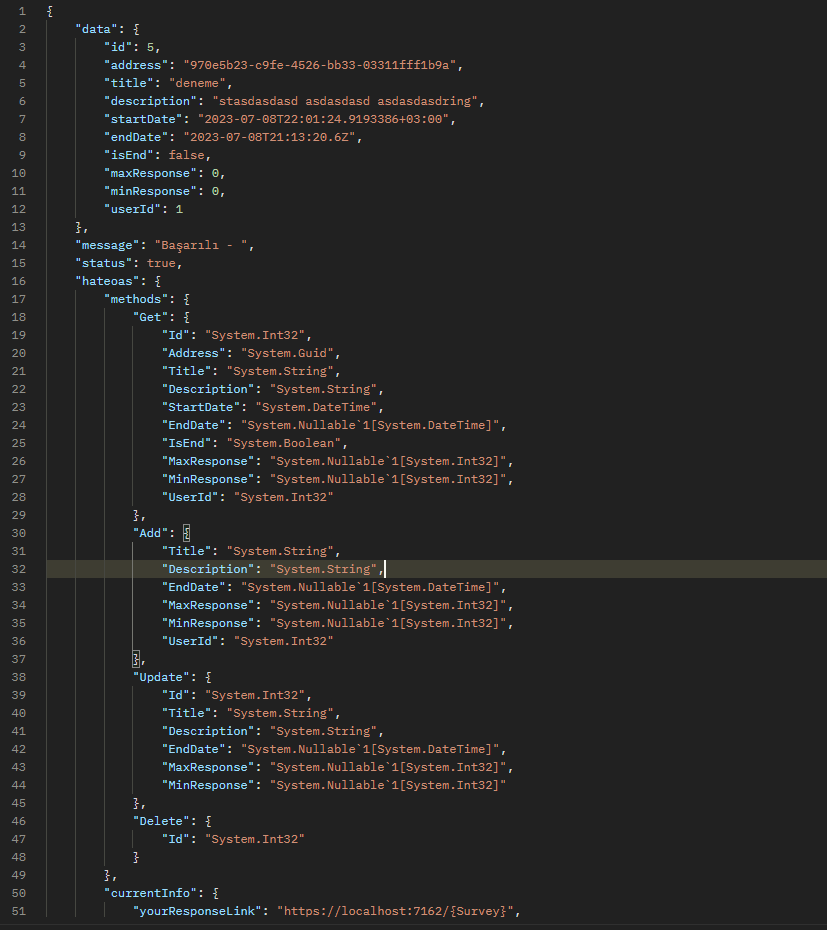 1 {
2 "data": {
3 "id": 5,
4 "address": "970e5b23-c9fe-4526-bb33-03311fff1b9a",
5 "title": "deneme",
6 "description": "stasdasdasd asdasdasd asdasdasdring",
7 "startDate": "2023-07-08T22:01:24.9193386+03:00",
8 "endDate": "2023-07-08T21:13:20.6Z",
9 "isEnd": false,
10 "maxResponse": 0,
11 "minResponse": 0,
12 "userId": 1
13 },
14 "message": "Başarılı - ",
15 "status": true,
16 "hateoas": {
17 "methods": {
18 "Get": {
19 "Id": "System.Int32",
20 "Address": "System.Guid",
21 "Title": "System.String",
22 "Description": "System.String",
23 "StartDate": "System.DateTime",
24 "EndDate": "System.Nullable`1[System.DateTime]",
25 "IsEnd": "System.Boolean",
26 "MaxResponse": "System.Nullable`1[System.Int32]",
27 "MinResponse": "System.Nullable`1[System.Int32]",
28 "UserId": "System.Int32"
29 },
30 "Add": {
31 "Title": "System.String",
32 "Description": "System.String",
33 "EndDate": "System.Nullable`1[System.DateTime]",
34 "MaxResponse": "System.Nullable`1[System.Int32]",
35 "MinResponse": "System.Nullable`1[System.Int32]",
36 "UserId": "System.Int32"
37 },
38 "Update": {
39 "Id": "System.Int32",
40 "Title": "System.String",
41 "Description": "System.String",
42 "EndDate": "System.Nullable`1[System.DateTime]",
43 "MaxResponse": "System.Nullable`1[System.Int32]",
44 "MinResponse": "System.Nullable`1[System.Int32]"
45 },
46 "Delete": {
47 "Id": "System.Int32"
48 }
49 },
50 "currentInfo": {
51 "yourResponseLink": "https://localhost:7162/{Survey}",